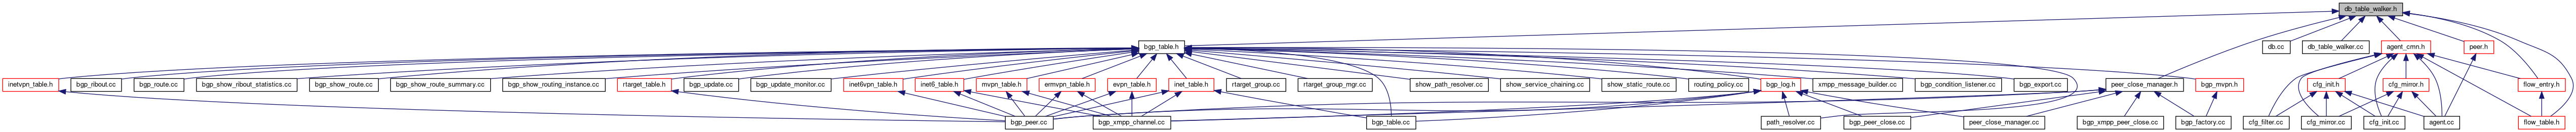 db_table_walker.h
bgp_table.h
db.cc
db_table_walker.cc
agent_cmn.h
peer.h
inetvpn_table.h
bgp_ribout.cc
bgp_route.cc
bgp_show_ribout_statistics.cc
bgp_show_route.cc
bgp_show_route_summary.cc
bgp_show_routing_instance.cc
rtarget_table.h
bgp_update.cc
bgp_update_monitor.cc
inet6vpn_table.h
inet6_table.h
mvpn_table.h
ermvpn_table.h
evpn_table.h
inet_table.h
rtarget_group.cc
rtarget_group_mgr.cc
show_path_resolver.cc
show_service_chaining.cc
show_static_route.cc
routing_policy.cc
bgp_log.h
xmpp_message_builder.cc
bgp_condition_listener.cc
bgp_export.cc
peer_close_manager.h
bgp_mvpn.h
cfg_init.h
cfg_mirror.h
flow_entry.h
bgp_peer.cc
bgp_xmpp_channel.cc
bgp_table.cc
path_resolver.cc
bgp_peer_close.cc
peer_close_manager.cc
bgp_xmpp_peer_close.cc
bgp_factory.cc
cfg_filter.cc
cfg_mirror.cc
cfg_init.cc
agent.cc
flow_table.h